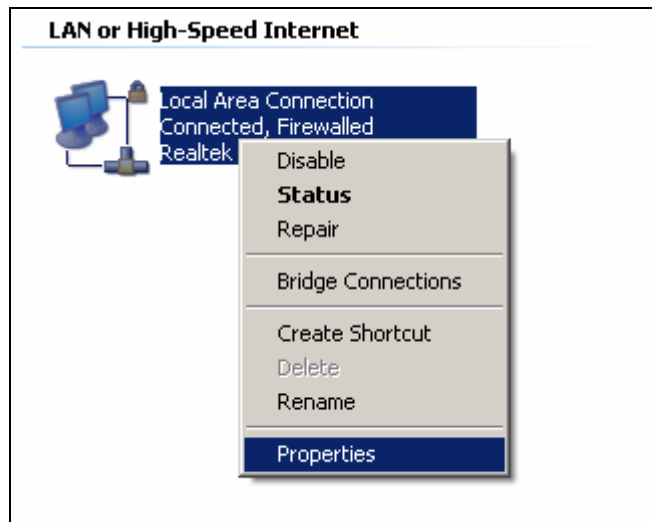 LAN or High-Speed Internet
Local Area Connection
Connected, Firewalled
Realtek
Disable
Status
Repair
Bridge Connections
Create Shortcut
Delete
Rename
Properties